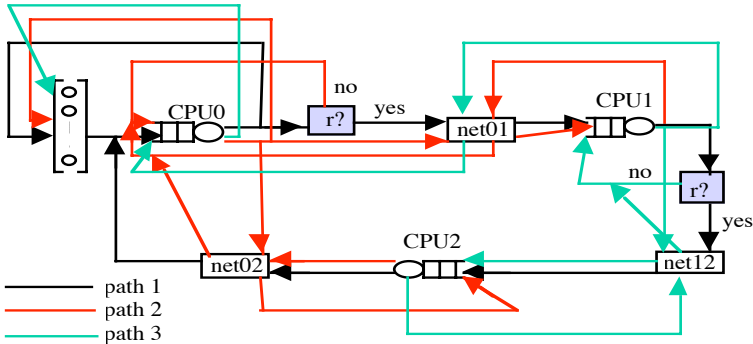 no
CPU0
r?
yes
net01
CPU1
no
r?
yes
CPU2
net02
net12
path 1
path 2
path 3